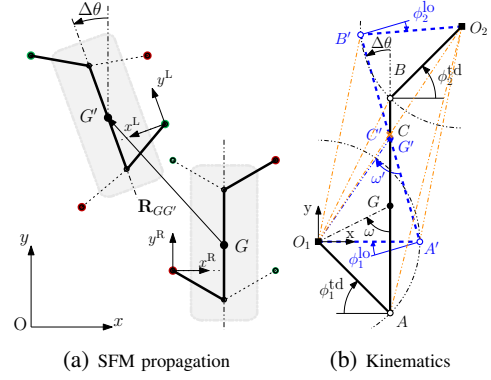 Δθ
G′
x^L
y^L
R_GG′
y^R
x^R
G
y
O
x
(a) SFM propagation
B′
ϕ_2^lo
O_2
Δθ
B
ϕ_2^td
C′
C
G′
ω′
G
y
O_1
x
ω
ϕ_1^lo
A′
ϕ_1^td
A
(b) Kinematics